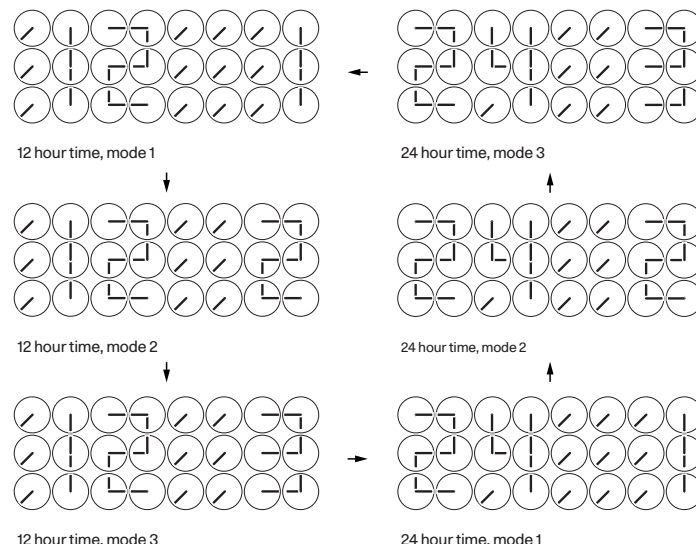 12 hour time, mode 1
24 hour time, mode 3
12 hour time, mode 2
24 hour time, mode 2
12 hour time, mode 3
24 hour time, mode 1